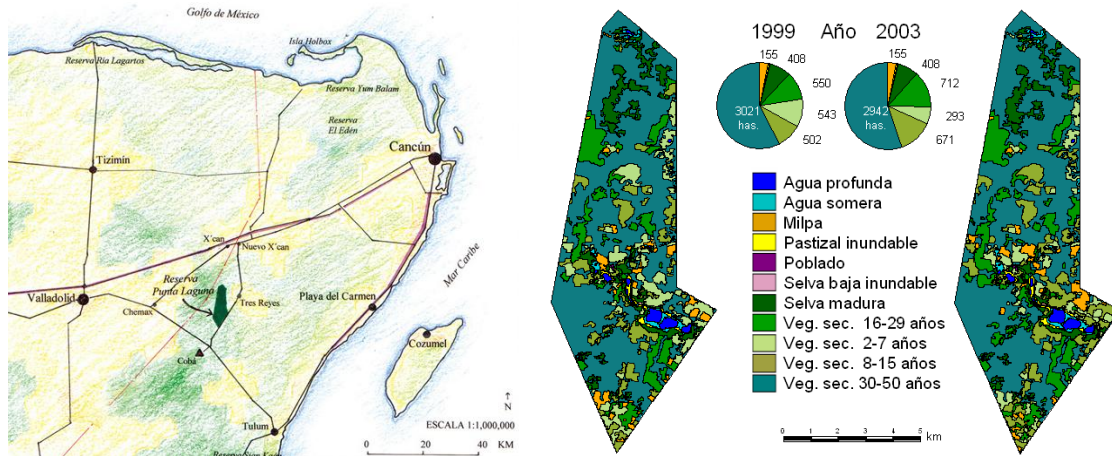 Golfo de México
Isla Holbox
Reserva Ría Lagartos
Reserva Yum Balam
Reserva
El Edén
Cancún
Tizimín
X´can
Nuevo X´can
Mar Caribe
Reserva
Punta Laguna
Valladolid
Chemax
Tres Reyes
Playa del Carmen
Cobá
Cozumel
↑
N
ESCALA 1:1,000,000
Tulum
0 20 40
KM
1999 Año 2003
155
408
550
543
502
3021
has.
155
408
712
293
671
2942
has.
Agua profunda
Agua somera
Milpa
Pastizal inundable
Poblado
Selva baja inundable
Selva madura
Veg. sec. 16-29 años
Veg. sec. 2-7 años
Veg. sec. 8-15 años
Veg. sec. 30-50 años
0 1 2 3 4 5 km